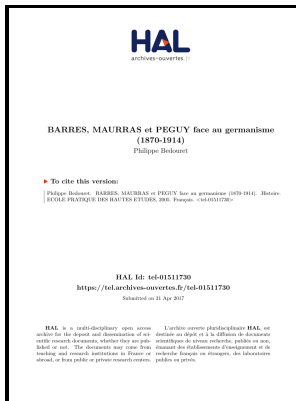 HAL
archives-ouvertes.fr
BARRES, MAURRAS et PEGUY face au germanisme
(1870-1914)
Philippe Bedouret
▶ To cite this version:
Philippe Bedouret. BARRES, MAURRAS et PEGUY face au germanisme (1870-1914). Histoire.
ECOLE PRATIQUE DES HAUTES ETUDES, 2005. Français. <tel-01511730>
HAL Id: tel-01511730
https://tel.archives-ouvertes.fr/tel-01511730
Submitted on 21 Apr 2017
HAL is a multi-disciplinary open access
archive for the deposit and dissemination of sci-
entific research documents, whether they are pub-
lished or not. The documents may come from
teaching and research institutions in France or
abroad, or from public or private research centers.
L'archive ouverte pluridisciplinaire HAL, est
destinée au dépôt et à la diffusion de documents
scientifiques de niveau recherche, publiés ou non,
émanant des établissements d'enseignement et de
recherche français ou étrangers, des laboratoires
publics ou privés.